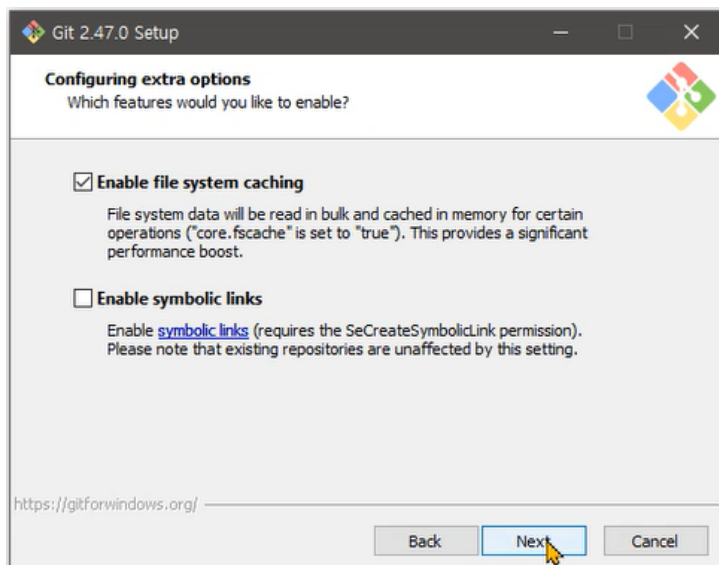 Git 2.47.0 Setup
Configuring extra options
Which features would you like to enable?
Enable file system caching
File system data will be read in bulk and cached in memory for certain
operations ("core.fscache" is set to "true"). This provides a significant
performance boost.
Enable symbolic links
Enable symbolic links (requires the SeCreateSymbolicLink permission).
Please note that existing repositories are unaffected by this setting.
https://gitforwindows.org/
Back Next Cancel